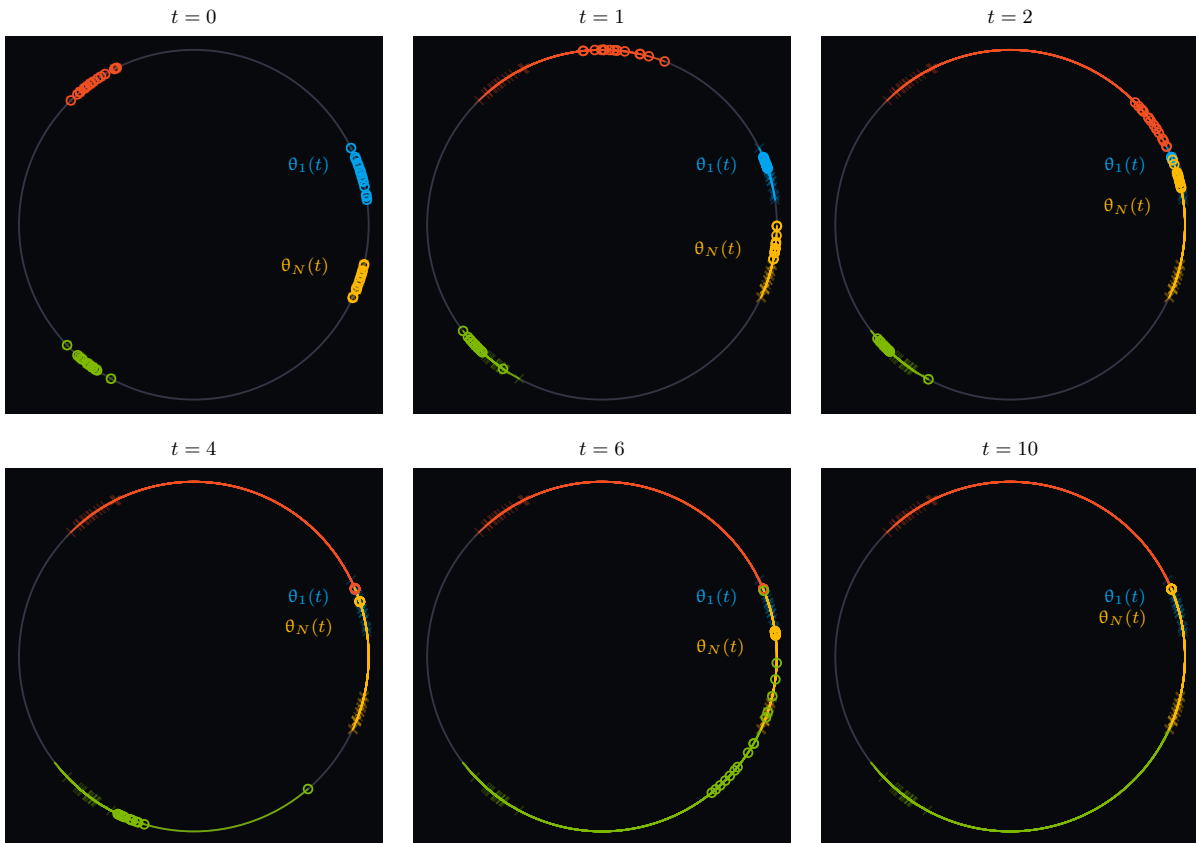 t = 0
t = 1
t = 2
θ₁(t)
θ₁(t)
θ₁(t)
θ_N(t)
θ_N(t)
θ_N(t)
t = 4
t = 6
t = 10
θ₁(t)
θ₁(t)
θ₁(t)
θ_N(t)
θ_N(t)
θ_N(t)